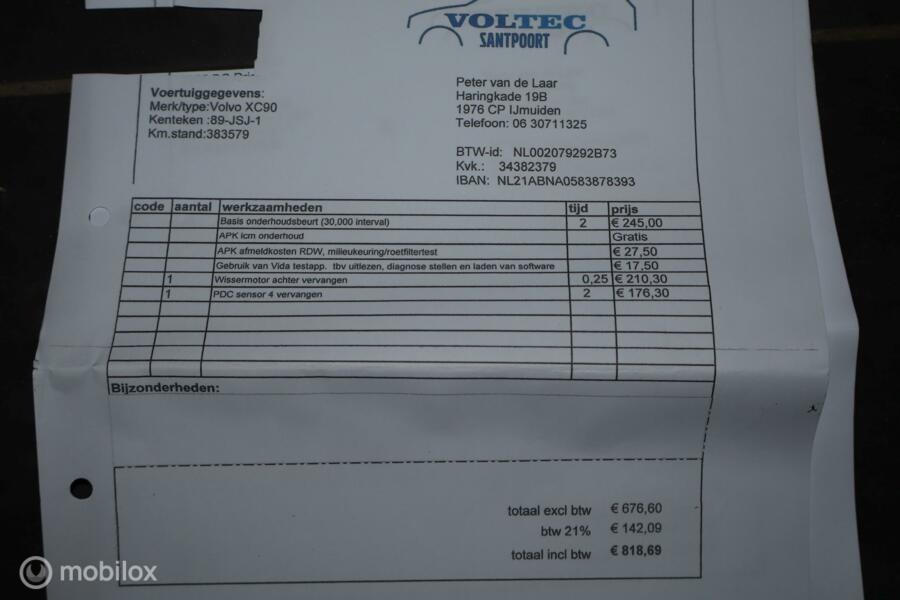 VOLTEC
SANTPOORT
Voertuiggegevens:
Merk/type:Volvo XC90
Kenteken :89-JSJ-1
Km.stand:383579
Peter van de Laar
Haringkade 19B
1976 CP IJmuiden
Telefoon: 06 30711325
BTW-id: NL002079292B73
Kvk.: 34382379
IBAN: NL21ABNA0583878393
code aantal werkzaamheden tijd prijs
Basis onderhoudsbeurt (30,000 interval) 2 € 245,00
APK icm onderhoud Gratis
APK afmeldkosten RDW, milieukeuring/roetfiltertest € 27,50
Gebruik van Vida testapp. tbv uitlezen, diagnose stellen en laden van software € 17,50
1 Wissermotor achter vervangen 0,25 € 210,30
1 PDC sensor 4 vervangen 2 € 176,30
Bijzonderheden:
totaal excl btw € 676,60
btw 21% € 142,09
totaal incl btw € 818,69
mobilox